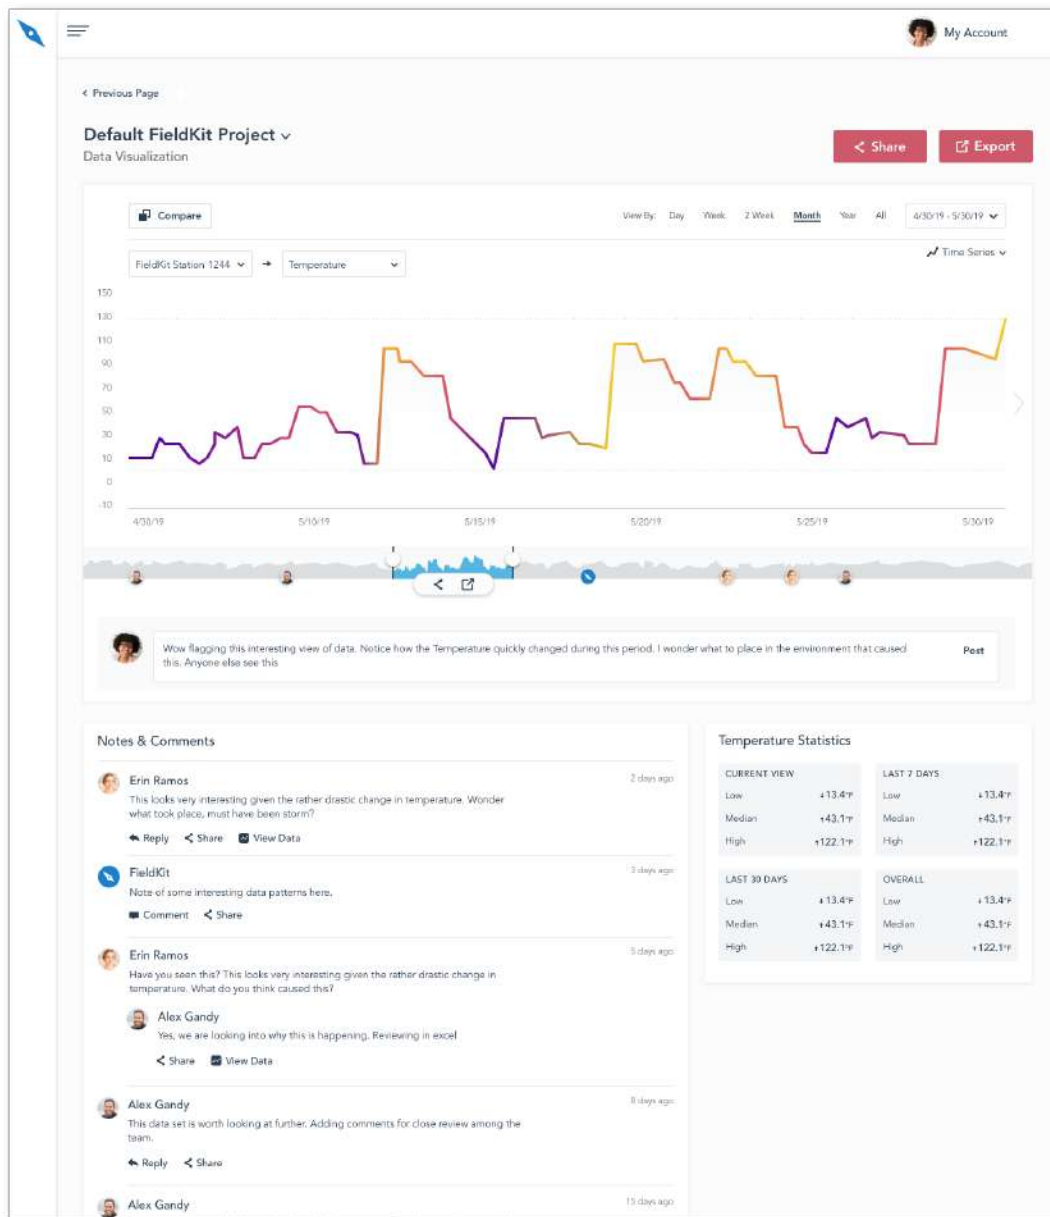 My Account
Previous Page
Default FieldKit Project
Data Visualization
Share
Export
Compare
View By: Day Week 2 Week Month Year All 4/30/19 - 5/30/19
FieldKit Station 1244 Temperature
Time Series
150
130
110
90
70
50
30
10
0
-10
4/30/19 5/10/19 5/15/19 5/20/19 5/25/19 5/30/19
Wow flagging this interesting view of data. Notice how the Temperature quickly changed during this period. I wonder what to place in the environment that caused
this. Anyone else see this
Post
Notes & Comments
Erin Ramos 2 days ago
This looks very interesting given the rather drastic change in temperature. Wonder
what took place, must have been storm?
Reply Share View Data
FieldKit 3 days ago
Note of some interesting data patterns here.
Comment Share
Erin Ramos 5 days ago
Have you seen this? This looks very interesting given the rather drastic change in
temperature. What do you think caused this?
Alex Gandy
Yes, we are looking into why this is happening. Reviewing in excel
Share View Data
Alex Gandy 8 days ago
This data set is worth looking at further. Adding comments for close review among the
team.
Reply Share
Alex Gandy 15 days ago
Temperature Statistics
CURRENT VIEW
Low 13.4°F
Median 43.1°F
High 122.1°F
LAST 7 DAYS
Low 13.4°F
Median 43.1°F
High 122.1°F
LAST 30 DAYS
Low 13.4°F
Median 43.1°F
High 122.1°F
OVERALL
Low 13.4°F
Median 43.1°F
High 122.1°F